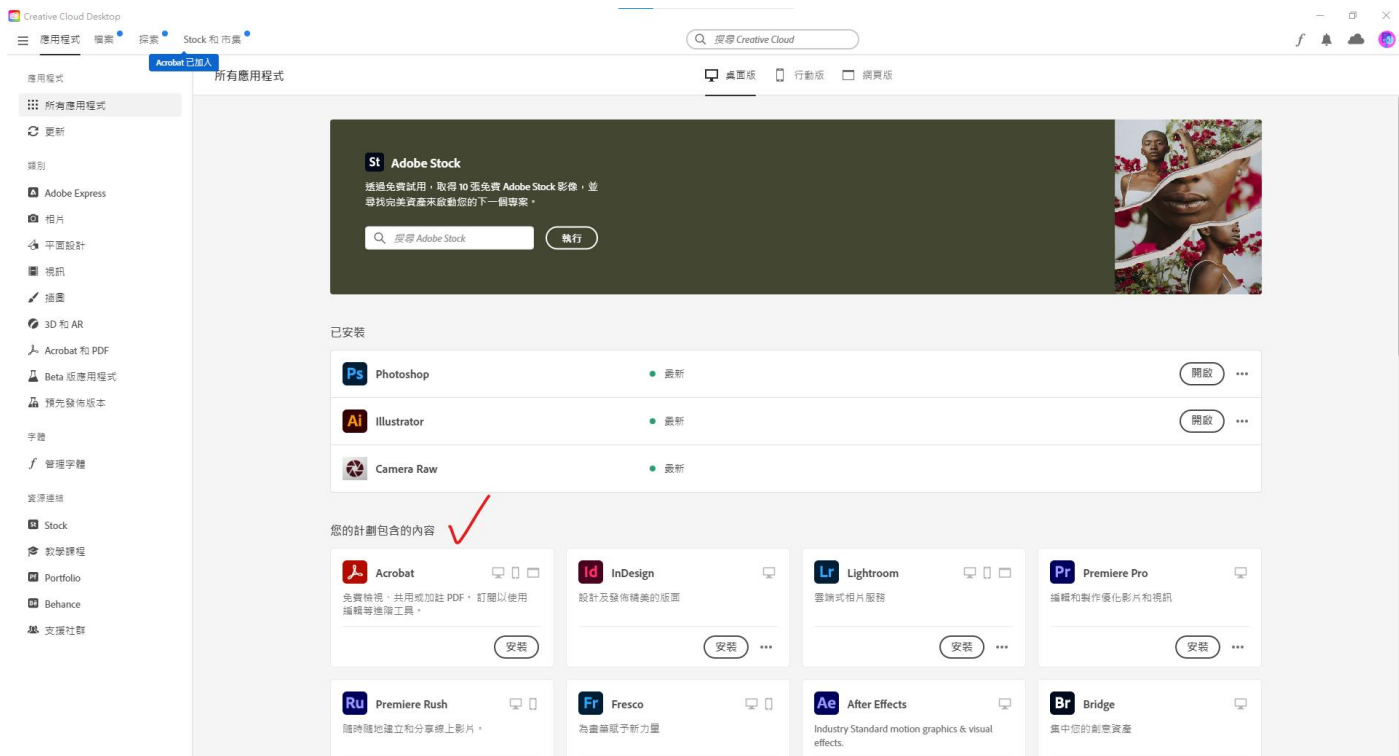 Creative Cloud Desktop
應用程式 檔案 探索 Stock 和 市集
搜尋 Creative Cloud
Acrobat 已加入
應用程式
所有應用程式
更新
類別
Adobe Express
相片
平面設計
視訊
插圖
3D 和 AR
Acrobat 和 PDF
Beta 版應用程式
預先發佈版本
字體
管理字體
資源連結
Stock
教學課程
Portfolio
Behance
支援社群
所有應用程式
桌面版 行動版 網頁版
St Adobe Stock
透過免費試用，取得 10 張免費 Adobe Stock 影像，並
尋找完美資產來啟動您的下一個專案。
搜尋 Adobe Stock 執行
已安裝
Ps Photoshop 最新 開啟
Ai Illustrator 最新 開啟
Camera Raw 最新
您的計劃包含的內容
Acrobat
免費檢視、共用或加註 PDF。 訂閱以使用
編輯等進階工具。
安裝
Id InDesign
設計及發佈精美的版面
安裝
Lr Lightroom
雲端式相片服務
安裝
Pr Premiere Pro
編輯和製作優化影片和視訊
安裝
Ru Premiere Rush
隨時隨地建立和分享線上影片。
Fr Fresco
為畫筆賦予新力量
Ae After Effects
Industry Standard motion graphics & visual
effects.
Br Bridge
集中您的創意資產